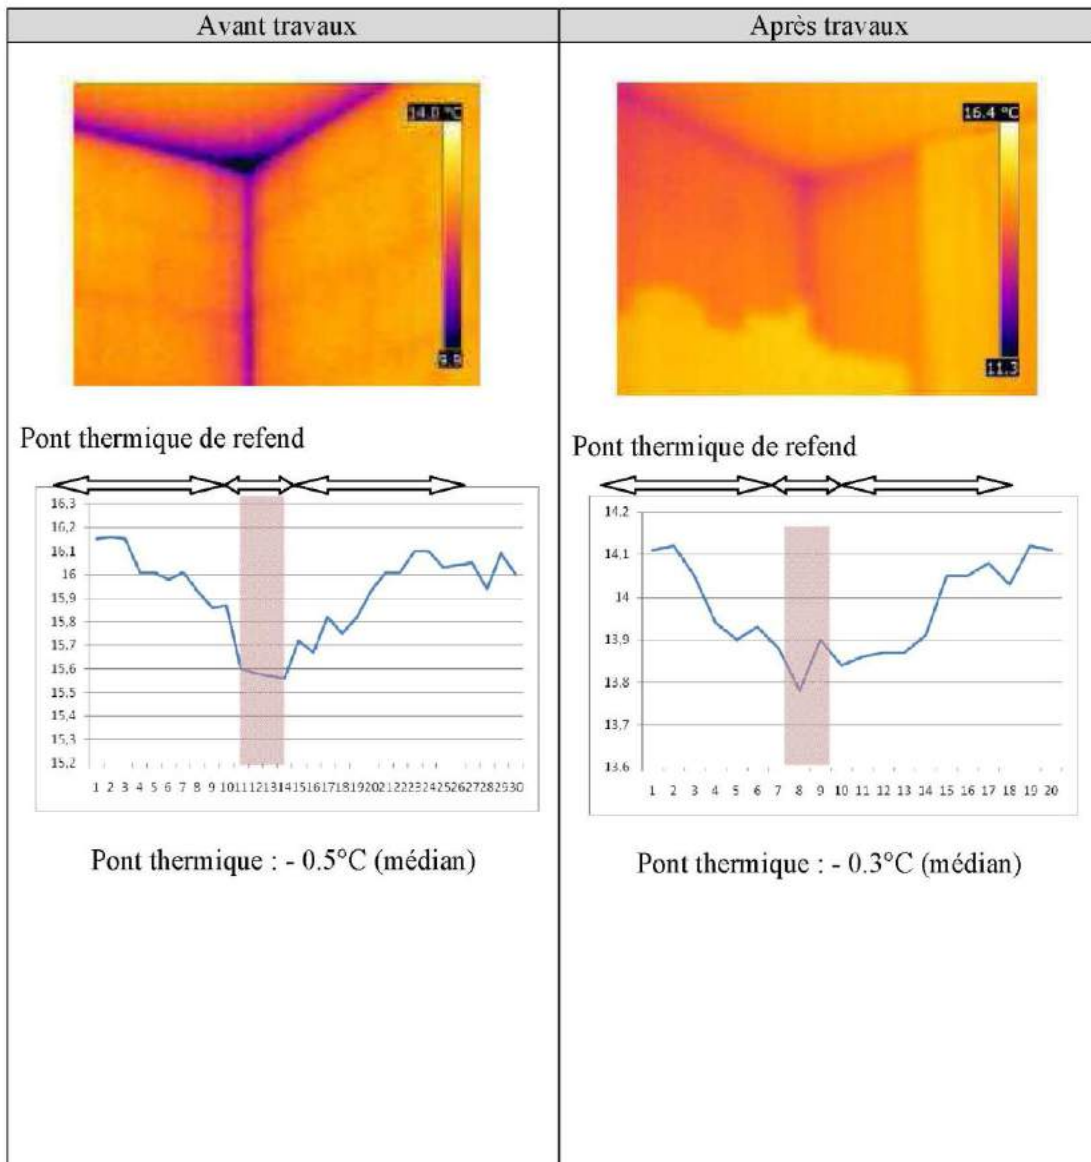 Avant travaux
Après travaux
14.0 °C
9.9
16.4 °C
11.3
Pont thermique de refend
16,3
16,2
16,1
16
15,9
15,8
15,7
15,6
15,5
15,4
15,3
15,2
1 2 3 4 5 6 7 8 9 10 11 12 13 14 15 16 17 18 19 20 21 22 23 24 25 26 27 28 29 30
Pont thermique : - 0.5°C (médian)
Pont thermique de refend
14,2
14,1
14
13,9
13,8
13,7
13,6
1 2 3 4 5 6 7 8 9 10 11 12 13 14 15 16 17 18 19 20
Pont thermique : - 0.3°C (médian)